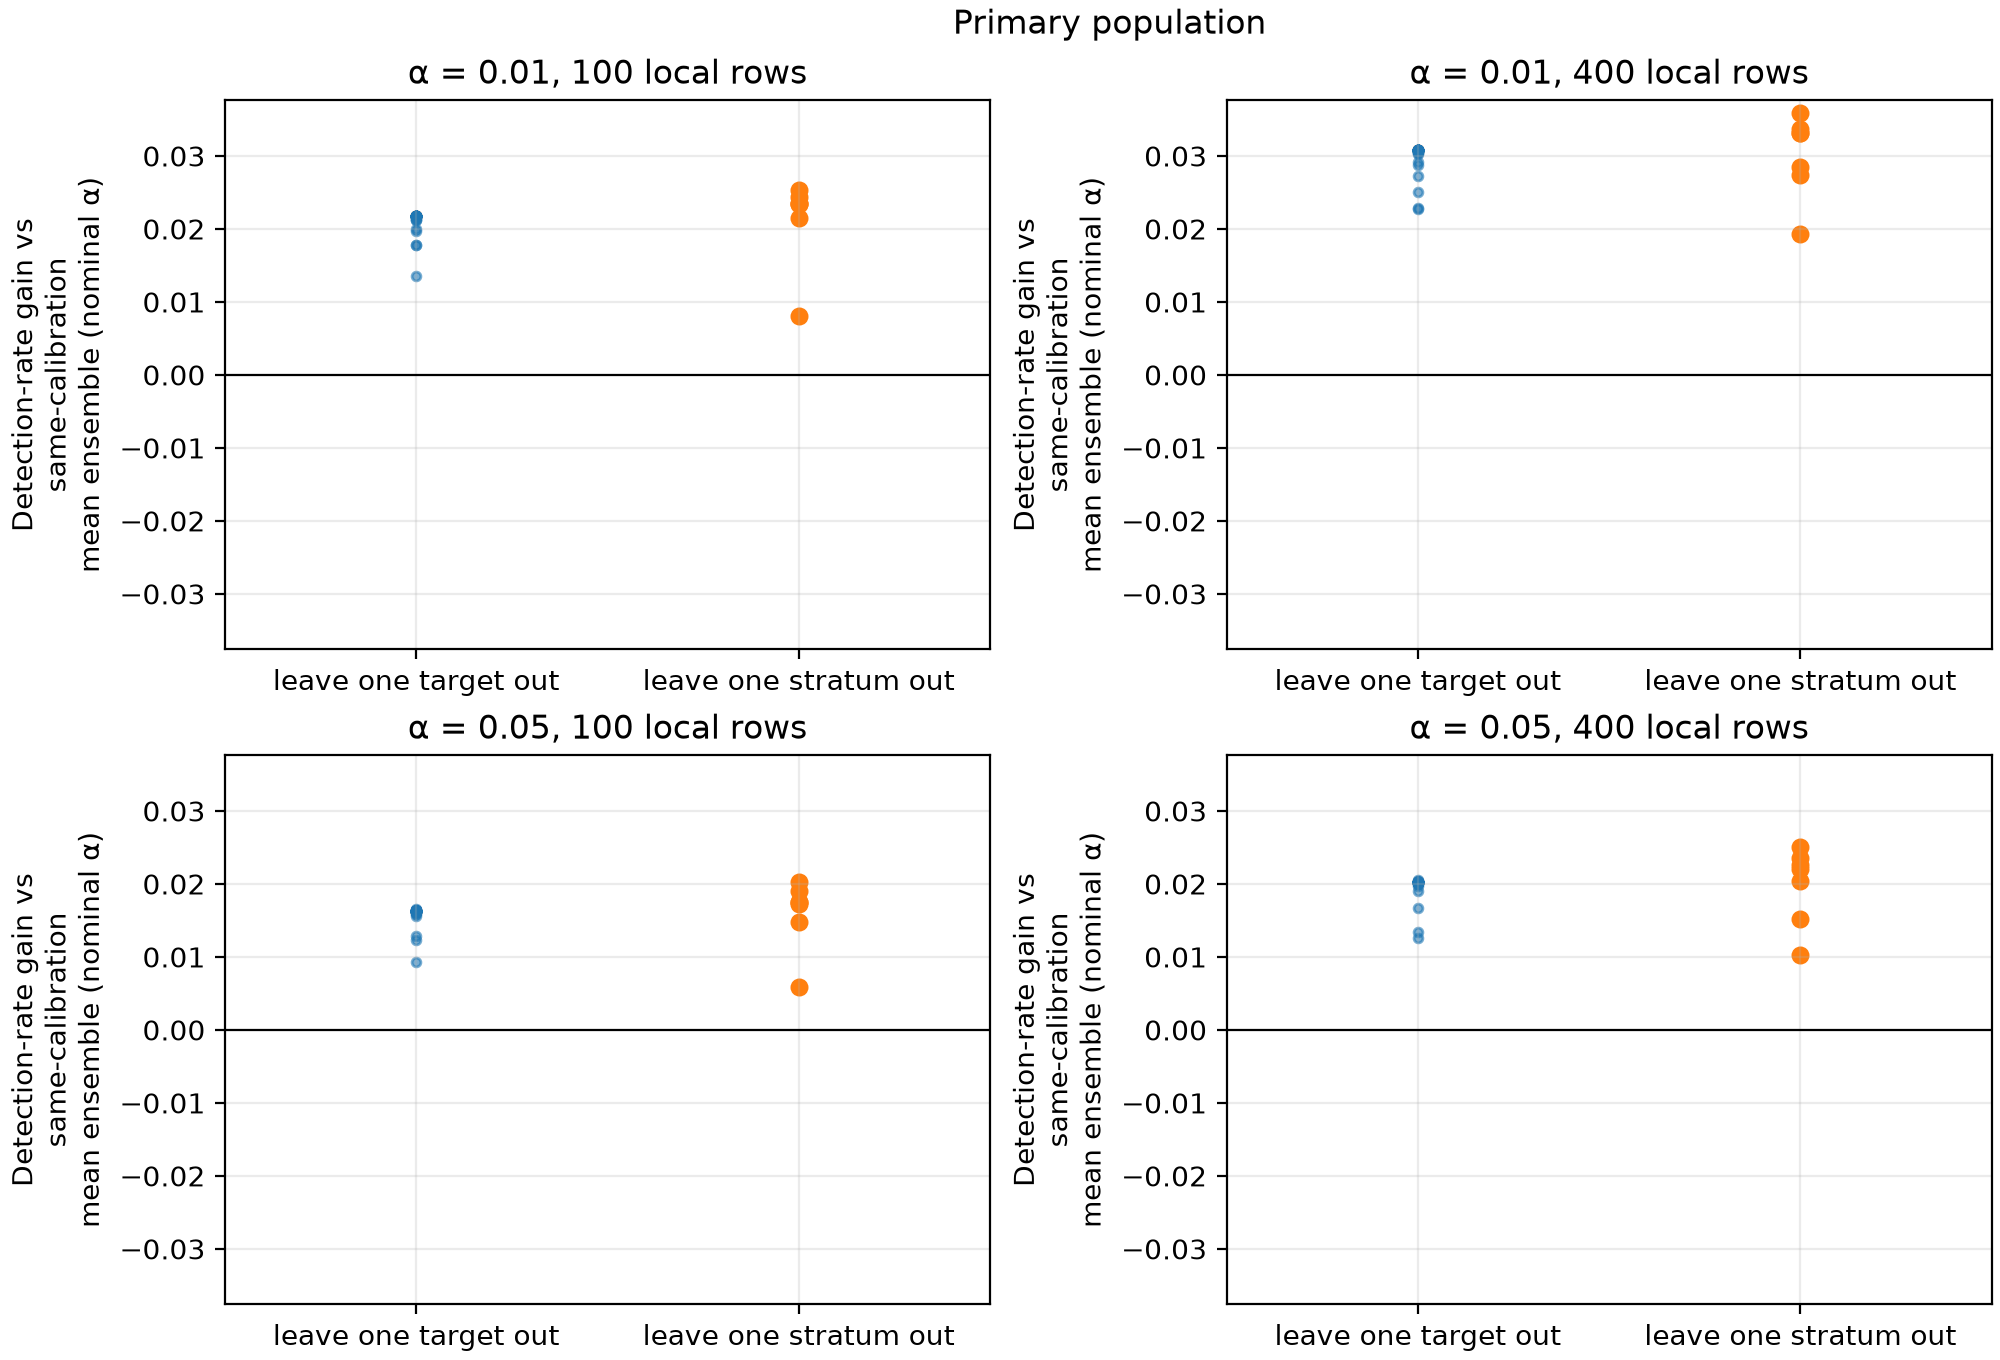 Primary population
α = 0.01, 100 local rows
Detection-rate gain vs
same-calibration
mean ensemble (nominal α)
0.03
0.02
0.01
0.00
−0.01
−0.02
−0.03
leave one target out
leave one stratum out
α = 0.01, 400 local rows
Detection-rate gain vs
same-calibration
mean ensemble (nominal α)
0.03
0.02
0.01
0.00
−0.01
−0.02
−0.03
leave one target out
leave one stratum out
α = 0.05, 100 local rows
Detection-rate gain vs
same-calibration
mean ensemble (nominal α)
0.03
0.02
0.01
0.00
−0.01
−0.02
−0.03
leave one target out
leave one stratum out
α = 0.05, 400 local rows
Detection-rate gain vs
same-calibration
mean ensemble (nominal α)
0.03
0.02
0.01
0.00
−0.01
−0.02
−0.03
leave one target out
leave one stratum out